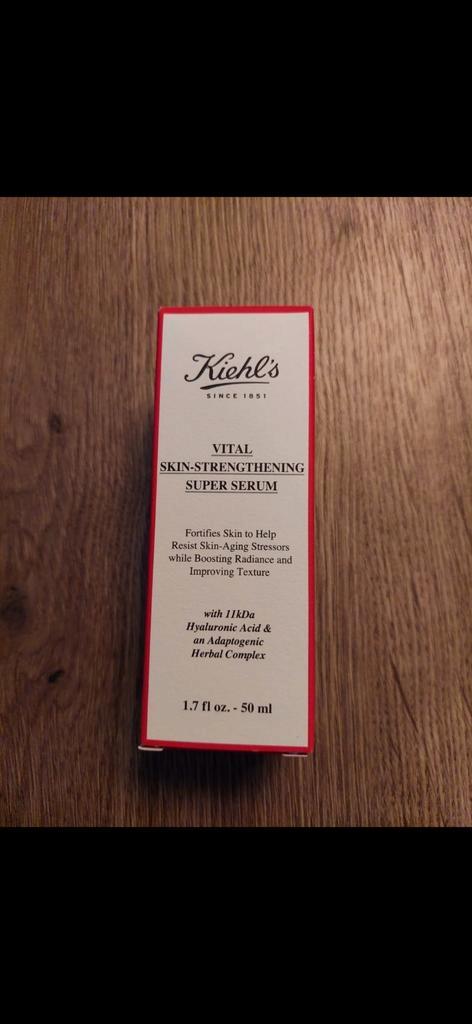 Kiehl's
SINCE 1851
VITAL
SKIN-STRENGTHENING
SUPER SERUM
Fortifies Skin to Help
Resist Skin-Aging Stressors
while Boosting Radiance and
Improving Texture
with 11kDa
Hyaluronic Acid &
an Adaptogenic
Herbal Complex
1.7 fl oz. - 50 ml